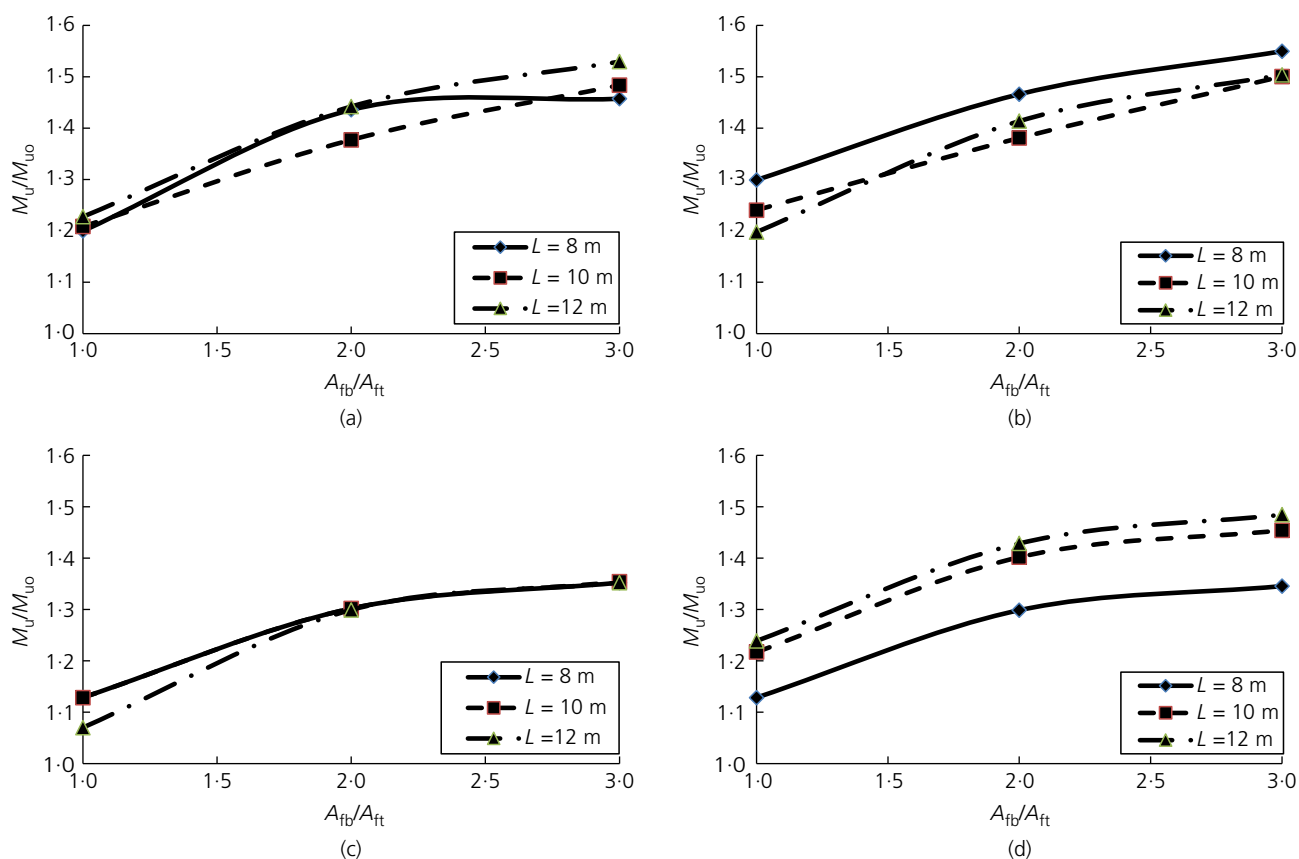 1·6
1·5
1·4
1·3
1·2
1·1
1·0
Mu/Muo
1·0 1·5 2·0 2·5 3·0
Afb/Aft
L = 8 m
L = 10 m
L =12 m
(a)
1·6
1·5
1·4
1·3
1·2
1·1
1·0
Mu/Muo
1·0 1·5 2·0 2·5 3·0
Afb/Aft
L = 8 m
L = 10 m
L =12 m
(b)
1·6
1·5
1·4
1·3
1·2
1·1
1·0
Mu/Muo
1·0 1·5 2·0 2·5 3·0
Afb/Aft
L = 8 m
L = 10 m
L =12 m
(c)
1·6
1·5
1·4
1·3
1·2
1·1
1·0
Mu/Muo
1·0 1·5 2·0 2·5 3·0
Afb/Aft
L = 8 m
L = 10 m
L =12 m
(d)